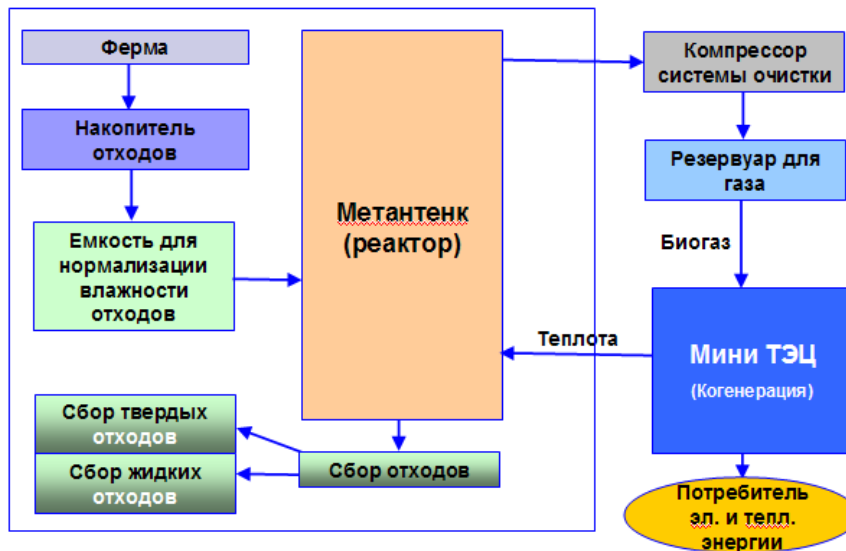 Ферма
Накопитель
отходов
Емкость для
нормализации
влажности
отходов
Метантенк
(реактор)
Сбор твердых
отходов
Сбор жидких
отходов
Сбор отходов
Компрессор
системы очистки
Резервуар для
газа
Биогаз
Теплота
Мини ТЭЦ
(Когенерация)
Потребитель
эл. и тепл.
энергии